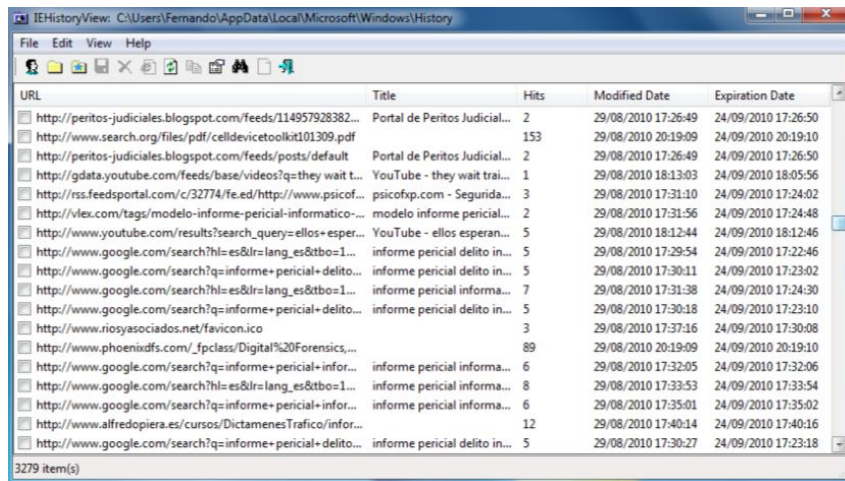 IEHistoryView: C:\Users\Fernando\AppData\Local\Microsoft\Windows\History
File Edit View Help
URL Title Hits Modified Date Expiration Date
http://peritos-judiciales.blogspot.com/feeds/114957928382... Portal de Peritos Judicial... 2 29/08/2010 17:26:49 24/09/2010 17:26:50
http://www.search.org/files/pdf/celldevicetoolkit101309.pdf 153 29/08/2010 20:19:09 24/09/2010 20:19:10
http://peritos-judiciales.blogspot.com/feeds/posts/default Portal de Peritos Judicial... 2 29/08/2010 17:26:49 24/09/2010 17:26:50
http://gdata.youtube.com/feeds/base/videos?q=they wait t... YouTube - they wait trai... 1 29/08/2010 18:13:03 24/09/2010 18:05:56
http://rss.feedsportal.com/c/32774/fe.ed/http://www.psicof... psicofxp.com - Segurida... 3 29/08/2010 17:31:10 24/09/2010 17:24:02
http://vlex.com/tags/modelo-informe-pericial-informatico-... modelo informe pericial... 2 29/08/2010 17:31:56 24/09/2010 17:24:48
http://www.youtube.com/results?search_query=ellos+esper... YouTube - ellos esperan... 5 29/08/2010 18:12:44 24/09/2010 18:12:46
http://www.google.com/search?hl=es&lr=lang_es&tbo=1... informe pericial delito in... 5 29/08/2010 17:29:54 24/09/2010 17:22:46
http://www.google.com/search?q=informe+pericial+delito... informe pericial delito in... 5 29/08/2010 17:30:11 24/09/2010 17:23:02
http://www.google.com/search?hl=es&lr=lang_es&tbo=1... informe pericial informa... 7 29/08/2010 17:31:38 24/09/2010 17:24:30
http://www.google.com/search?q=informe+pericial+delito... informe pericial delito in... 5 29/08/2010 17:30:18 24/09/2010 17:23:10
http://www.riosyasociados.net/favicon.ico 3 29/08/2010 17:37:16 24/09/2010 17:30:08
http://www.phoenixdfs.com/_fpclass/Digital%20Forensics,... 89 29/08/2010 20:19:09 24/09/2010 20:19:10
http://www.google.com/search?q=informe+pericial+infor... informe pericial informa... 6 29/08/2010 17:32:05 24/09/2010 17:32:06
http://www.google.com/search?hl=es&lr=lang_es&tbo=1... informe pericial informa... 8 29/08/2010 17:33:53 24/09/2010 17:33:54
http://www.google.com/search?q=informe+pericial+infor... informe pericial informa... 6 29/08/2010 17:35:01 24/09/2010 17:35:02
http://www.alfredopiera.es/cursos/DictamenesTrafico/infor... 12 29/08/2010 17:40:14 24/09/2010 17:40:16
http://www.google.com/search?q=informe+pericial+delito... informe pericial delito in... 5 29/08/2010 17:30:27 24/09/2010 17:23:18
3279 item(s)